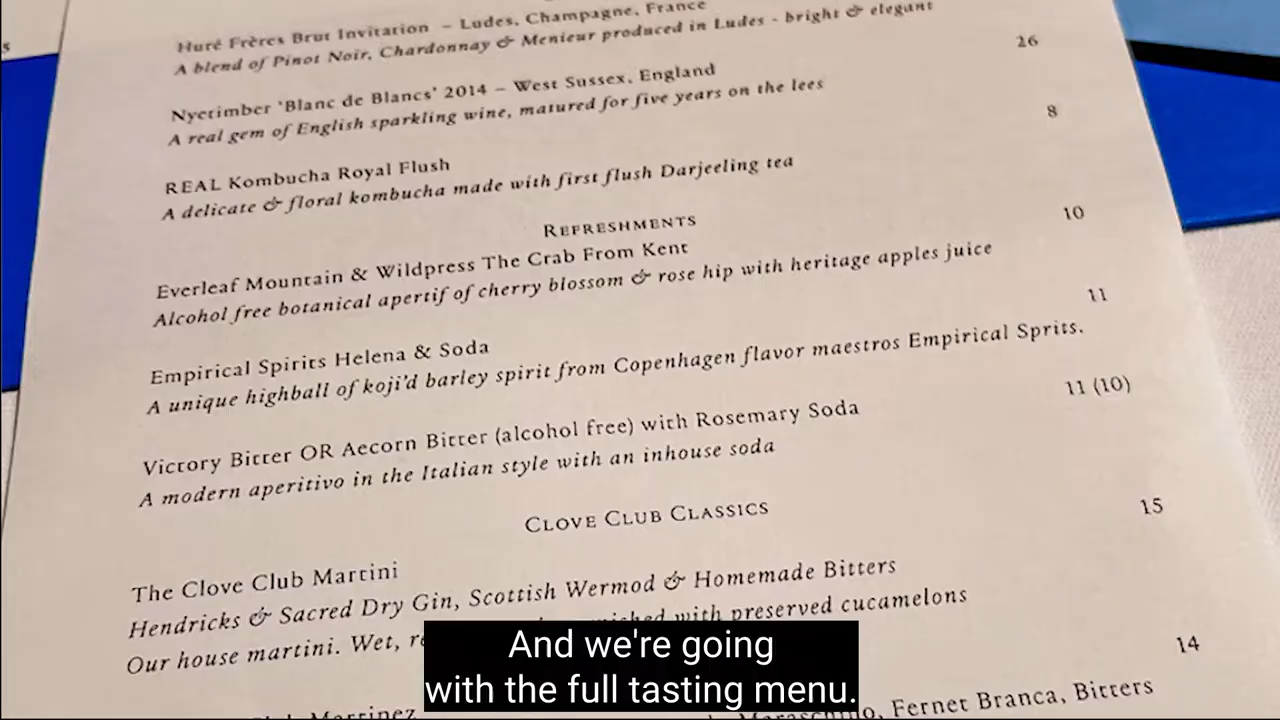 Huré Frères Brut Invitation – Ludes, Champagne, France
A blend of Pinot Noir, Chardonnay & Menieur produced in Ludes - bright & elegant
26
Nyetimber 'Blanc de Blancs' 2014 – West Sussex, England
A real gem of English sparkling wine, matured for five years on the lees
8
REAL Kombucha Royal Flush
A delicate & floral kombucha made with first flush Darjeeling tea
REFRESHMENTS
10
Everleaf Mountain & Wildpress The Crab From Kent
Alcohol free botanical apertif of cherry blossom & rose hip with heritage apples juice
11
Empirical Spirits Helena & Soda
A unique highball of koji'd barley spirit from Copenhagen flavor maestros Empirical Sprits.
11 (10)
Victory Bitter OR Aecorn Bitter (alcohol free) with Rosemary Soda
A modern aperitivo in the Italian style with an inhouse soda
CLOVE CLUB CLASSICS
15
The Clove Club Martini
Hendricks & Sacred Dry Gin, Scottish Wermod & Homemade Bitters
Our house martini. Wet, with preserved cucamelons
14
Martinez
Maraschino, Fernet Branca, Bitters
And we're going
with the full tasting menu.